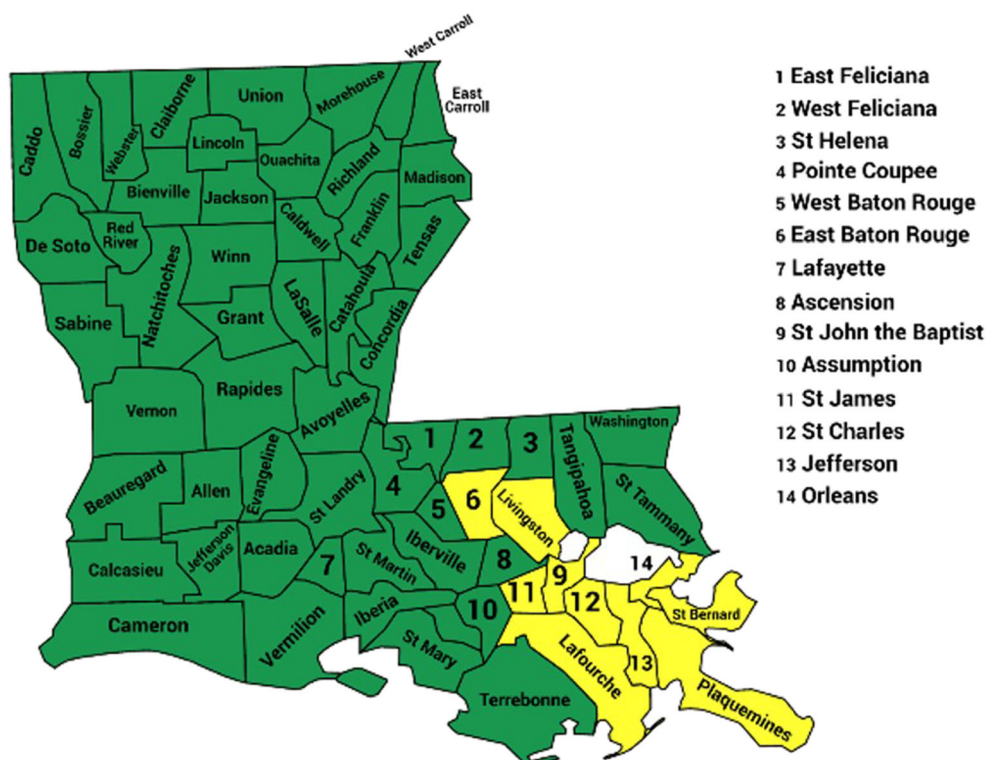 West Carroll
East
Carroll
Caddo
Bossier
Webster
Claiborne
Union
Morehouse
Lincoln
Ouachita
Richland
Madison
Bienville
Jackson
Caldwell
Franklin
Tensas
De Soto
Red
River
Natchitoches
Winn
LaSalle
Catahoula
Concordia
Sabine
Grant
Vernon
Rapides
Avoyelles
Beauregard
Allen
Evangeline
St Landry
4
1
2
3
Tangipahoa
Washington
St Tammany
5
6
Livingston
Calcasieu
Jefferson
Davis
Acadia
7
St Martin
Iberville
8
9
14
11
12
St Bernard
Cameron
Vermilion
Iberia
St Mary
10
Lafourche
13
Plaquemines
Terrebonne
1 East Feliciana
2 West Feliciana
3 St Helena
4 Pointe Coupee
5 West Baton Rouge
6 East Baton Rouge
7 Lafayette
8 Ascension
9 St John the Baptist
10 Assumption
11 St James
12 St Charles
13 Jefferson
14 Orleans